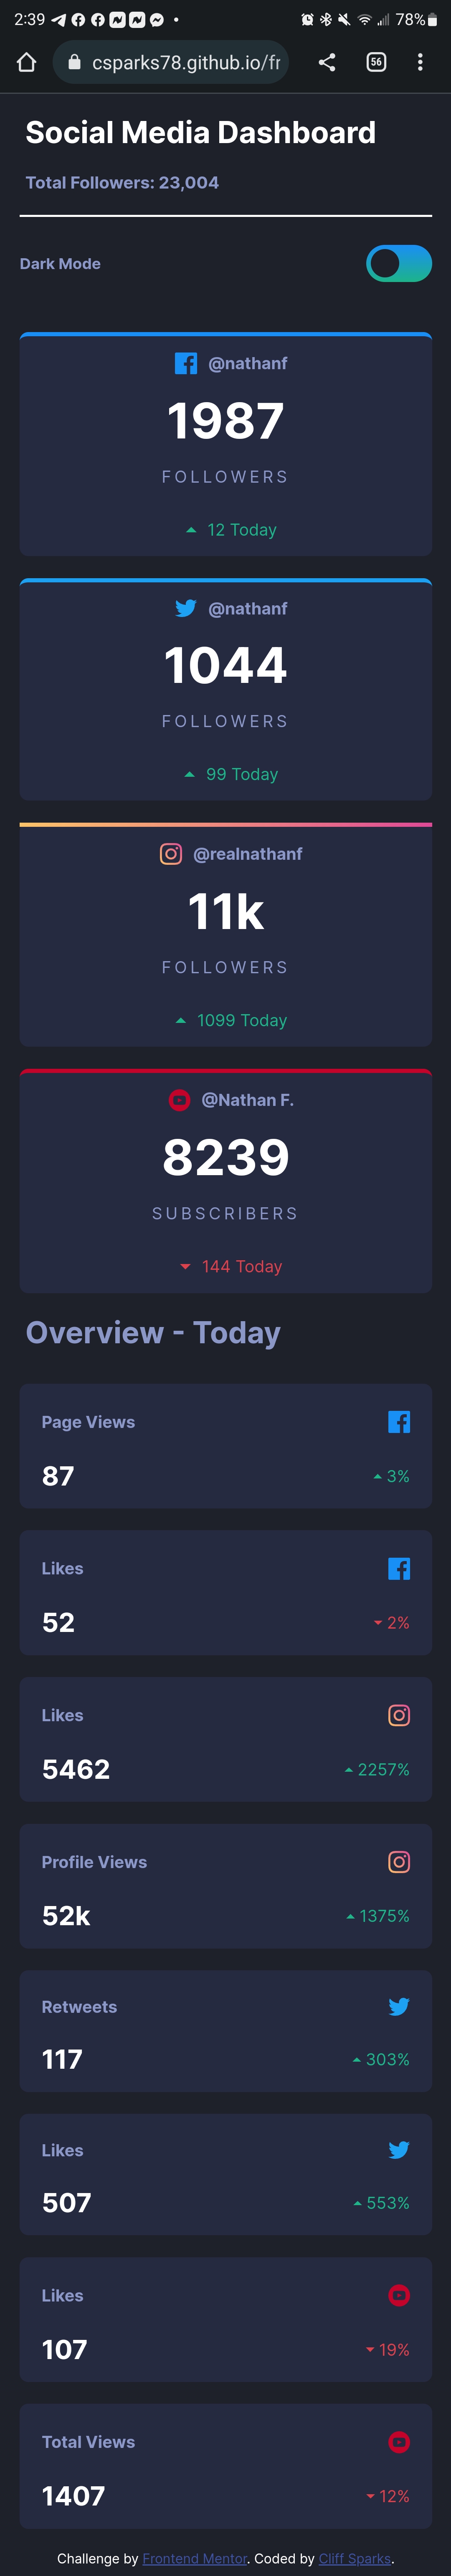 2:39
78%
csparks78.github.io/fr
56
Social Media Dashboard
Total Followers: 23,004
Dark Mode
@nathanf
1987
FOLLOWERS
12 Today
@nathanf
1044
FOLLOWERS
99 Today
@realnathanf
11k
FOLLOWERS
1099 Today
@Nathan F.
8239
SUBSCRIBERS
144 Today
Overview - Today
Page Views
87
3%
Likes
52
2%
Likes
5462
2257%
Profile Views
52k
1375%
Retweets
117
303%
Likes
507
553%
Likes
107
19%
Total Views
1407
12%
Challenge by Frontend Mentor. Coded by Cliff Sparks.